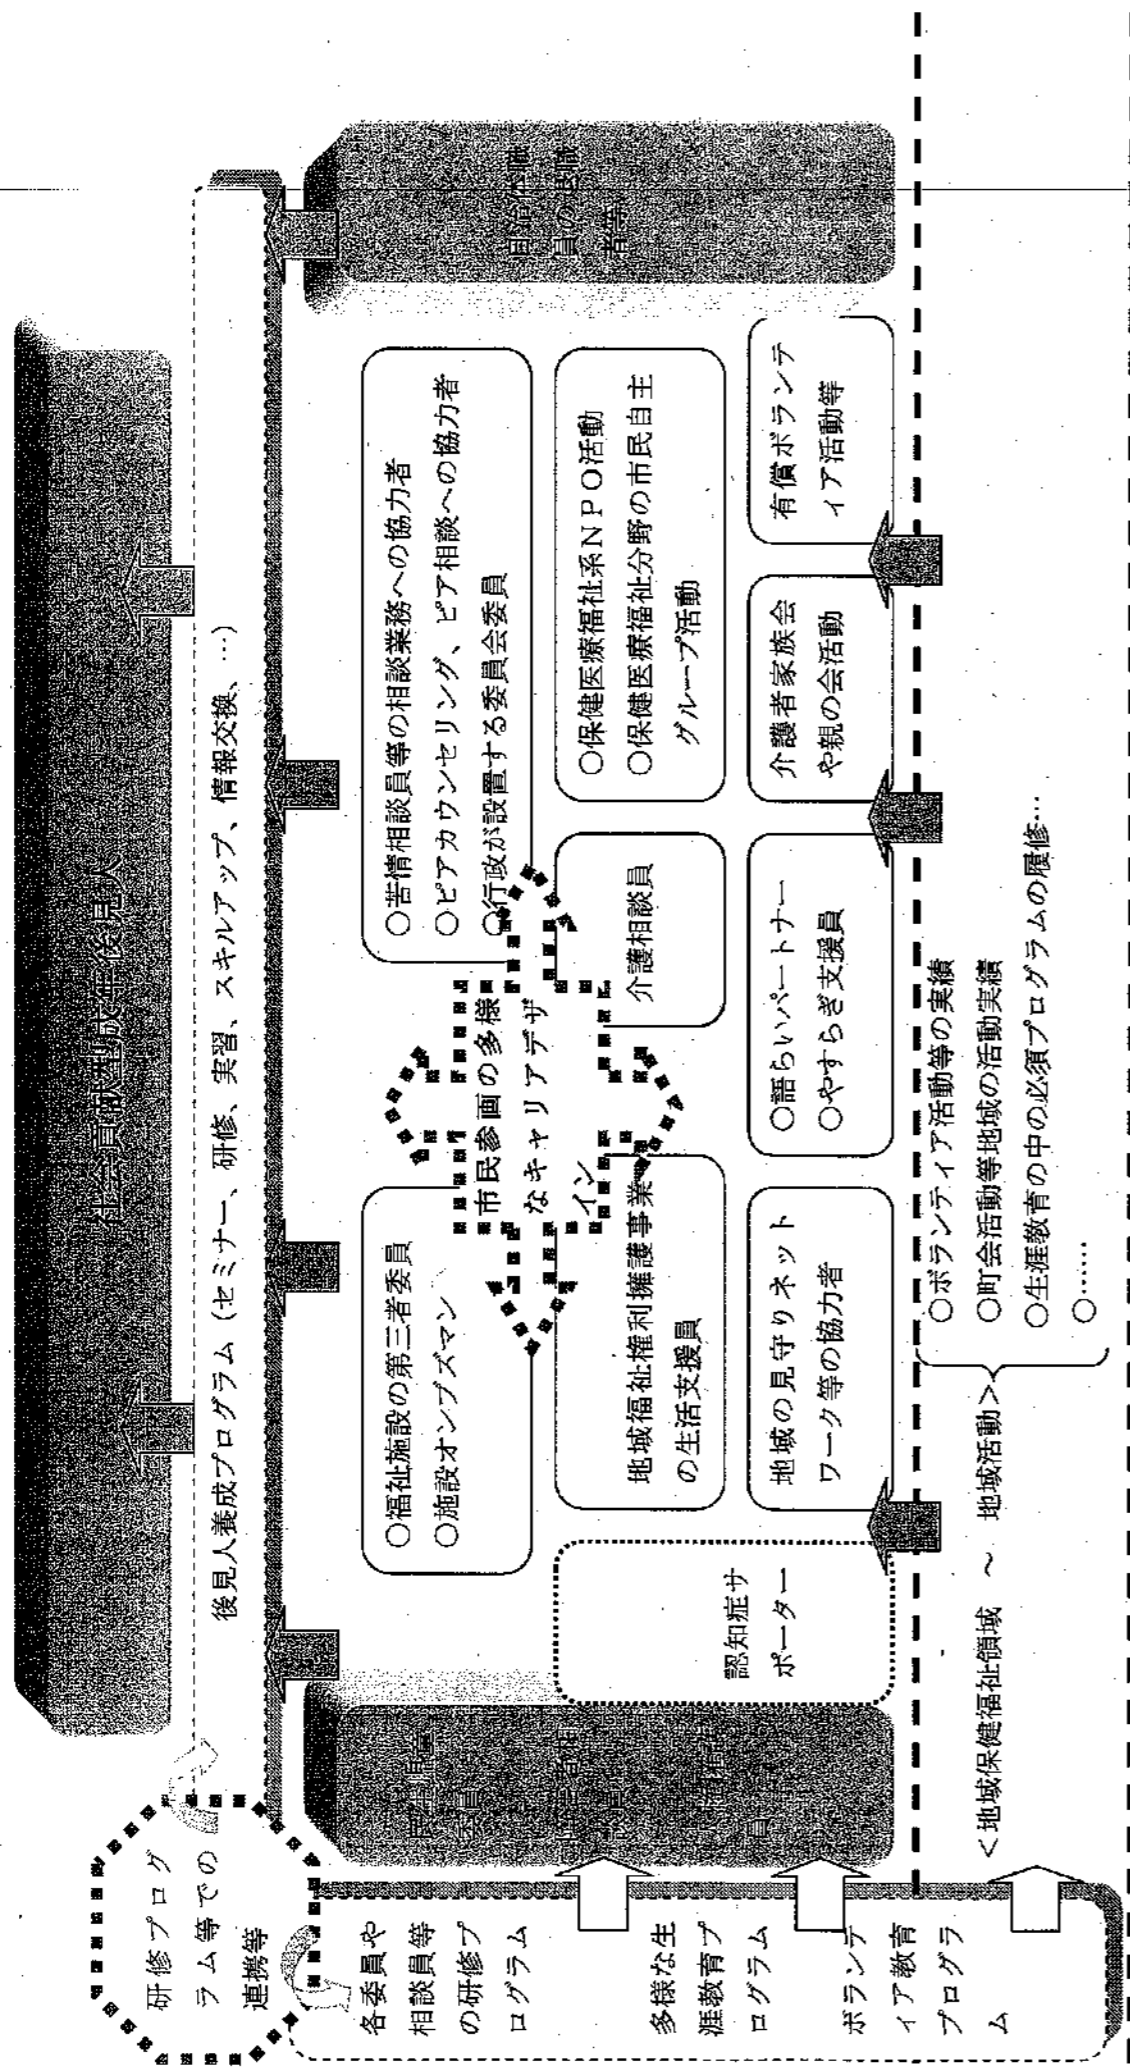 社会貢献型成年後見人
後見人養成プログラム（セミナー、研修、実習、スキルアップ、情報交換、…）
研修プログ
ラム等での
連携等
各委員や
相談員等
の研修プ
ログラム
多様な生
涯教育プ
ログラム
ボランテ
ィア教育
プログラ
ム
○福祉施設の第三者委員
○施設オンブズマン
○苦情相談員等の相談業務への協力者
○ピアカウンセリング、ピア相談への協力者
○行政が設置する委員会委員
市民参画の多様
なキャリアデザ
イン
地域福祉権利擁護事業
の生活支援員
介護相談員
○保健医療福祉系ＮＰＯ活動
○保健医療福祉分野の市民自主
グループ活動
認知症サ
ポーター
地域の見守りネット
ワーク等の協力者
○語らいパートナー
○やすらぎ支援員
介護者家族会
や親の会活動
有償ボランテ
ィア活動等
自治体職
員の退職
者等
＜地域保健福祉領域　～　地域活動＞
○ボランティア活動等の実績
○町会活動等地域の活動実績
○生涯教育の中の必須プログラムの履修…
○……